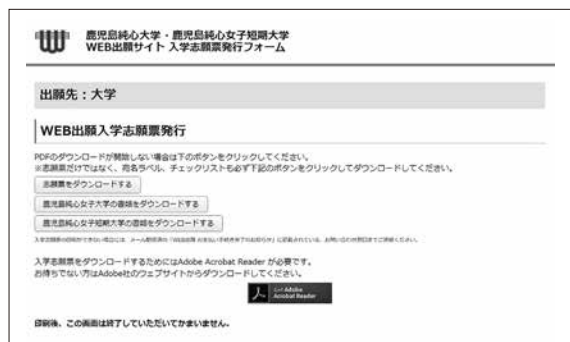 鹿児島純心大学・鹿児島純心女子短期大学
WEB出願サイト 入学志願票発行フォーム
出願先：大学
WEB出願入学志願票発行
PDFのダウンロードが開始しない場合は下のボタンをクリックしてください。
※志願票だけではなく、宛名ラベル、チェックリストも必ず下記のボタンをクリックしてダウンロードしてください。
志願票をダウンロードする
鹿児島純心女子大学の書類をダウンロードする
鹿児島純心女子短期大学の書類をダウンロードする
入学志願票をダウンロードするためにはAdobe Acrobat Reader が必要です。
お持ちでない方はAdobe社のウェブサイトからダウンロードしてください。
Get Adobe
Acrobat Reader
印刷後、この画面は終了していただいてかまいません。